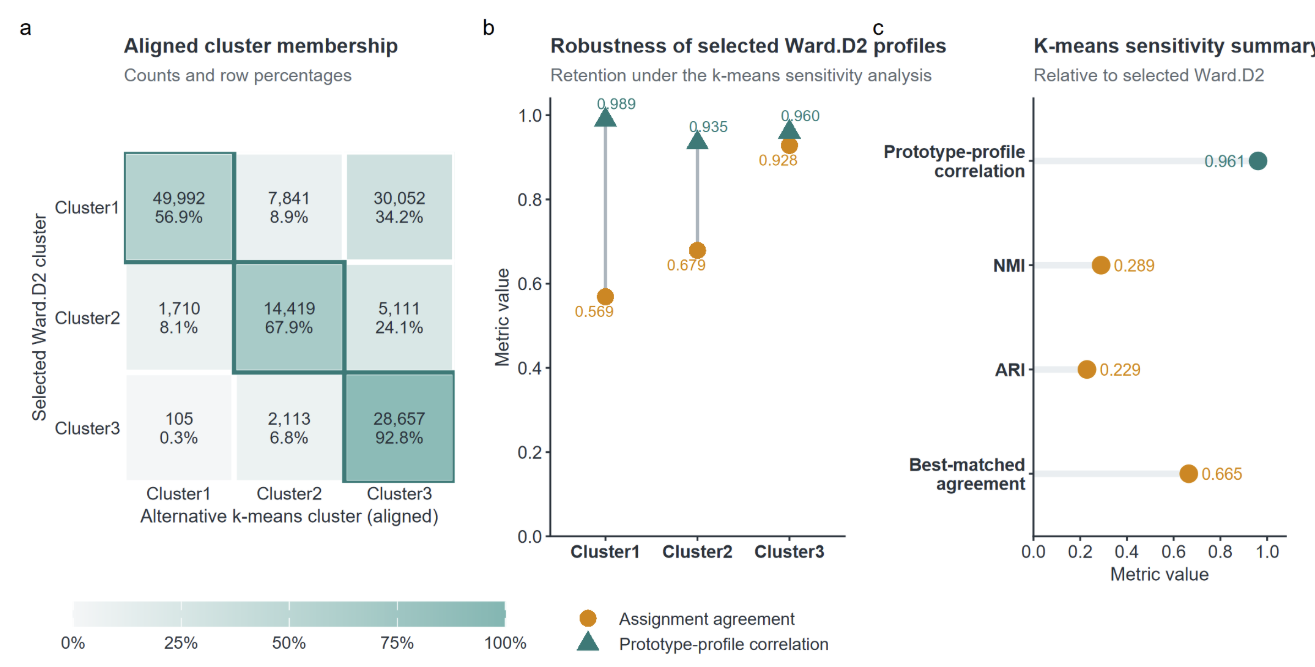 a
Aligned cluster membership
Counts and row percentages
Selected Ward.D2 cluster
Cluster1
49,992
56.9%
7,841
8.9%
30,052
34.2%
Cluster2
1,710
8.1%
14,419
67.9%
5,111
24.1%
Cluster3
105
0.3%
2,113
6.8%
28,657
92.8%
Cluster1 Cluster2 Cluster3
Alternative k-means cluster (aligned)
0% 25% 50% 75% 100%
b
Robustness of selected Ward.D2 profiles
Retention under the k-means sensitivity analysis
Metric value
1.0
0.8
0.6
0.4
0.2
0.0
0.989
0.935
0.960
0.928
0.679
0.569
Cluster1 Cluster2 Cluster3
Assignment agreement
Prototype-profile correlation
c
K-means sensitivity summary
Relative to selected Ward.D2
Prototype-profile
correlation
0.961
NMI
0.289
ARI
0.229
Best-matched
agreement
0.665
0.0 0.2 0.4 0.6 0.8 1.0
Metric value